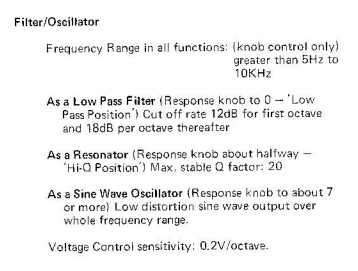 Filter/Oscillator
Frequency Range in all functions: (knob control only)
greater than 5Hz to
10KHz
As a Low Pass Filter (Response knob to 0 — 'Low
Pass Position') Cut off rate 12dB for first octave
and 18dB per octave thereafter
As a Resonator (Response knob about halfway —
'Hi-Q Position') Max. stable Q factor: 20
As a Sine Wave Oscillator (Response knob to about 7
or more) Low distortion sine wave output over
whole frequency range.
Voltage Control sensitivity: 0.2V/octave.